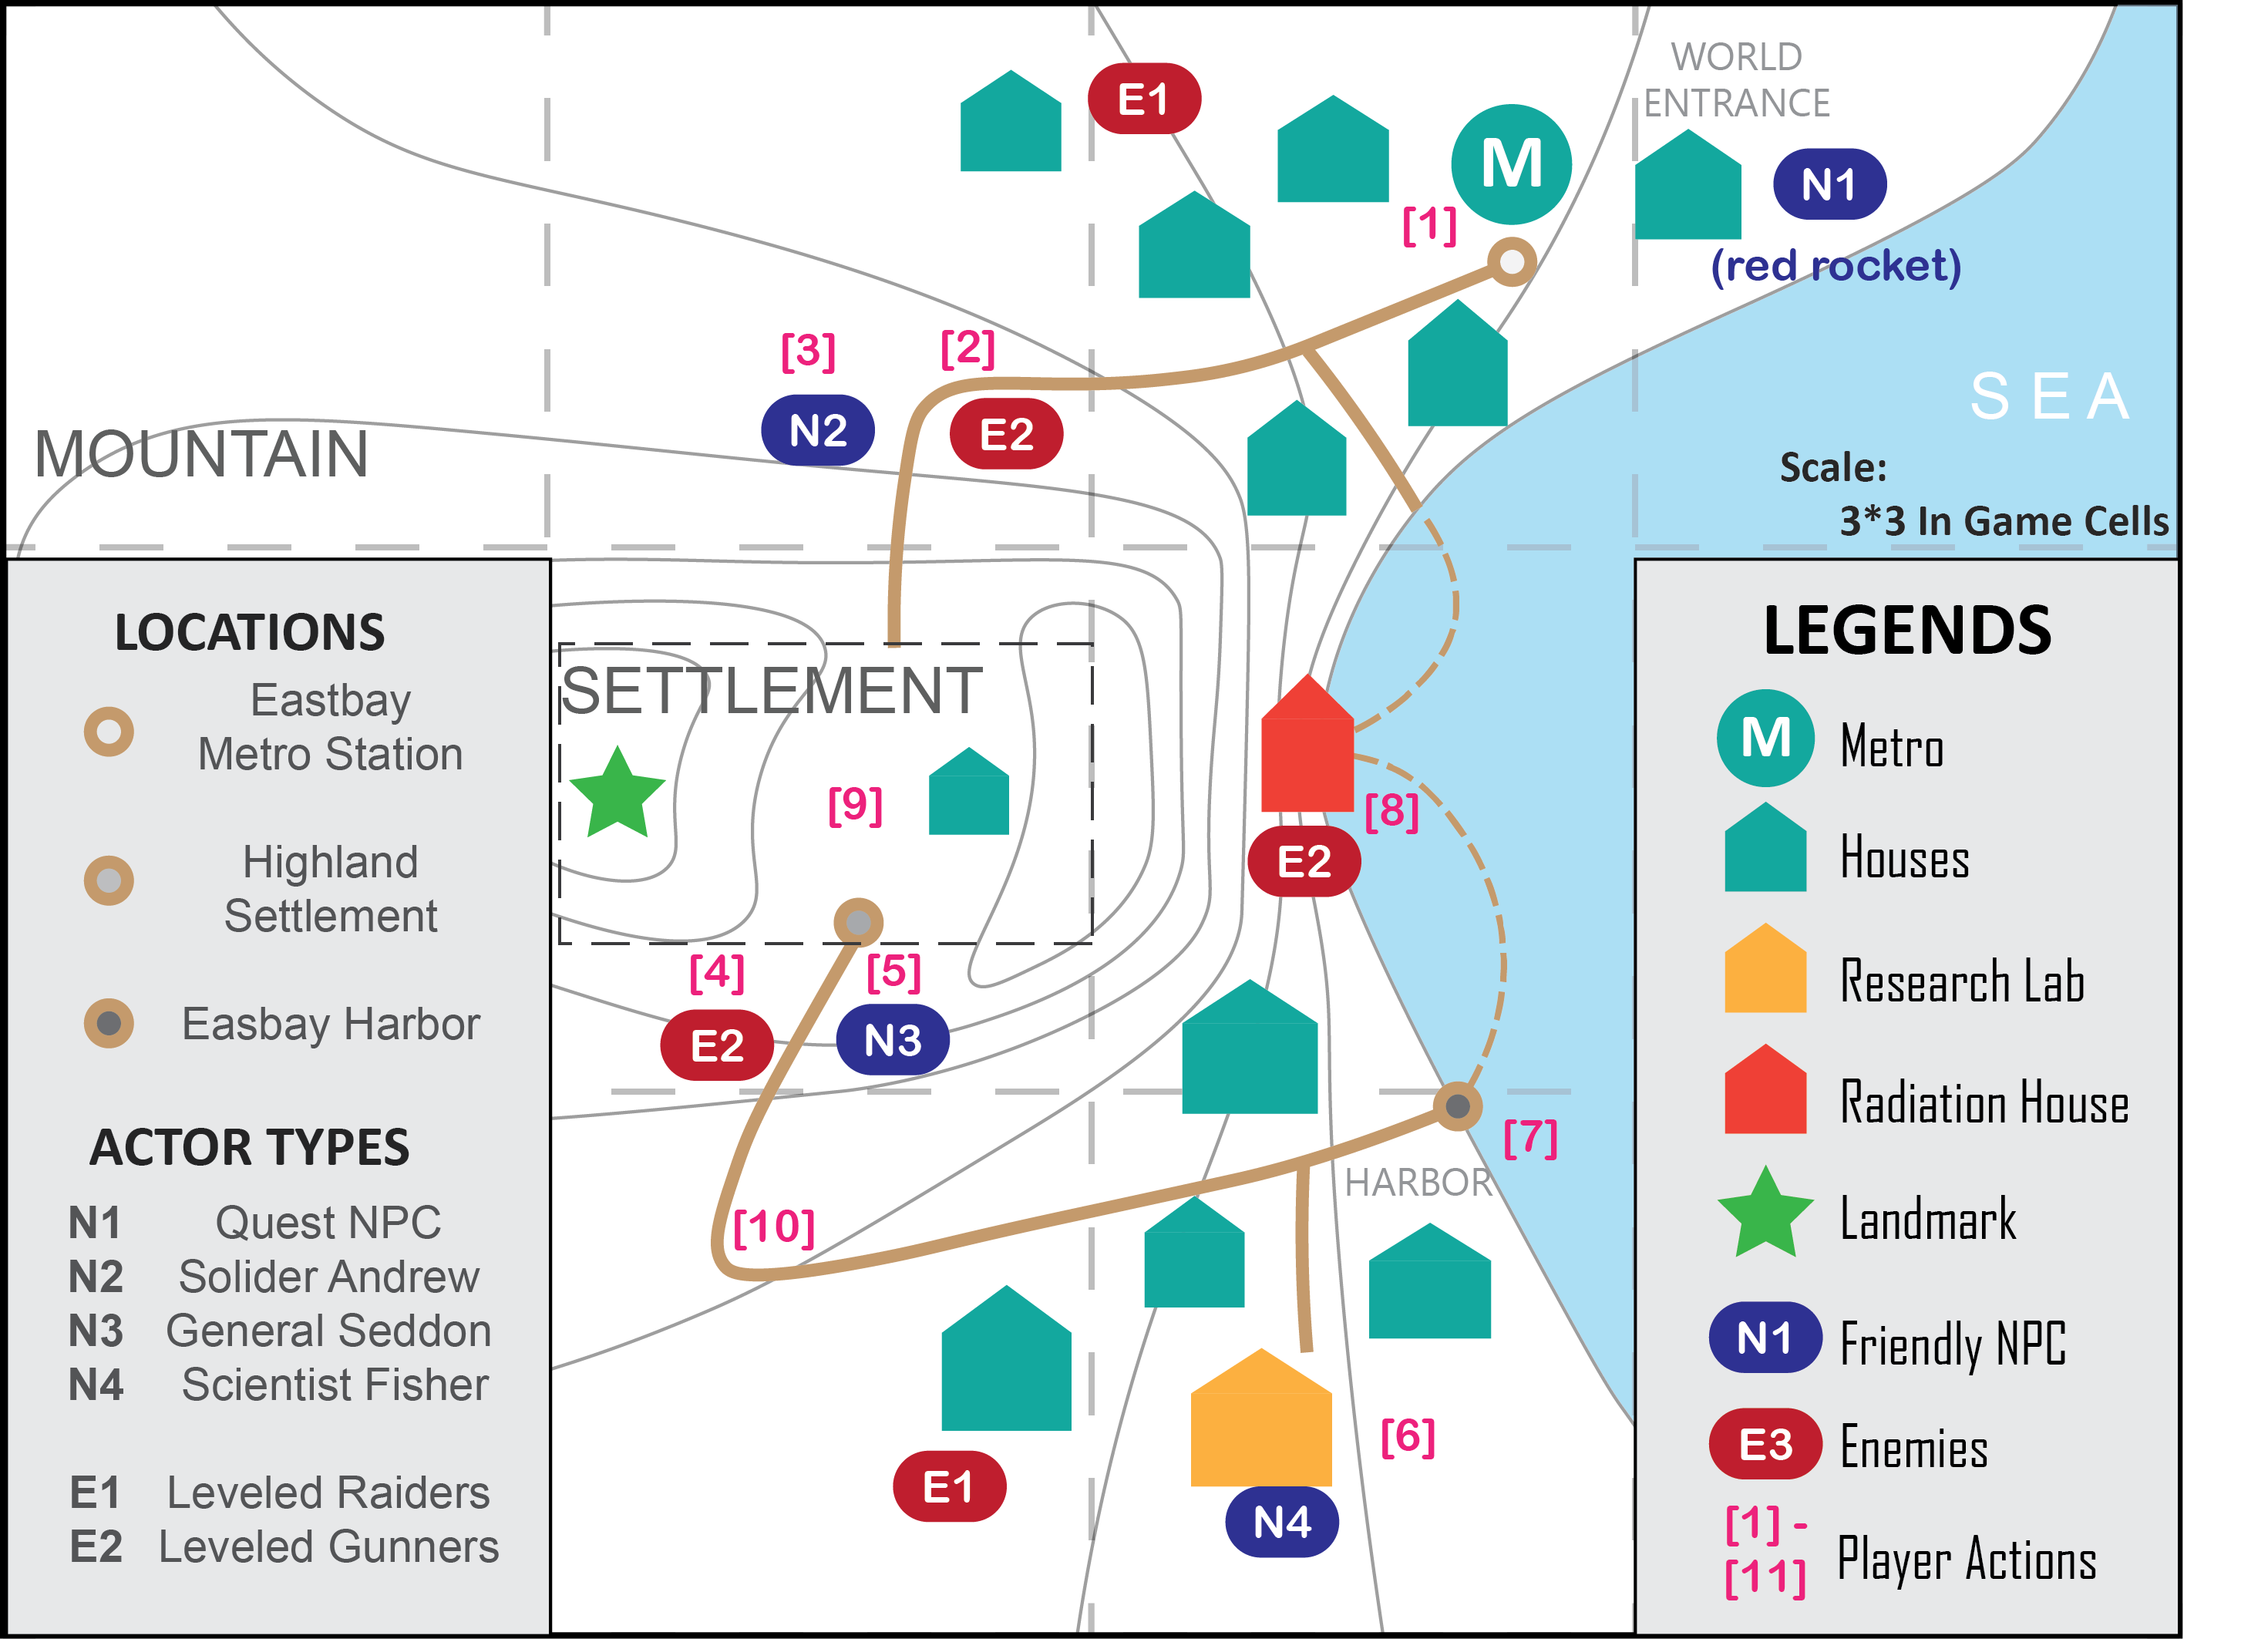 WORLD
ENTRANCE
E1
M
N1
[1]
(red rocket)
[3]
[2]
N2
E2
SEA
MOUNTAIN
Scale:
3*3 In Game Cells
SETTLEMENT
[9]
[8]
E2
[4]
[5]
E2
N3
[7]
HARBOR
[10]
[6]
E1
N4
LOCATIONS
Eastbay
Metro Station
Highland
Settlement
Easbay Harbor
ACTOR TYPES
N1 Quest NPC
N2 Solider Andrew
N3 General Seddon
N4 Scientist Fisher
E1 Leveled Raiders
E2 Leveled Gunners
LEGENDS
M Metro
Houses
Research Lab
Radiation House
Landmark
N1 Friendly NPC
E3 Enemies
[1] -
[11] Player Actions